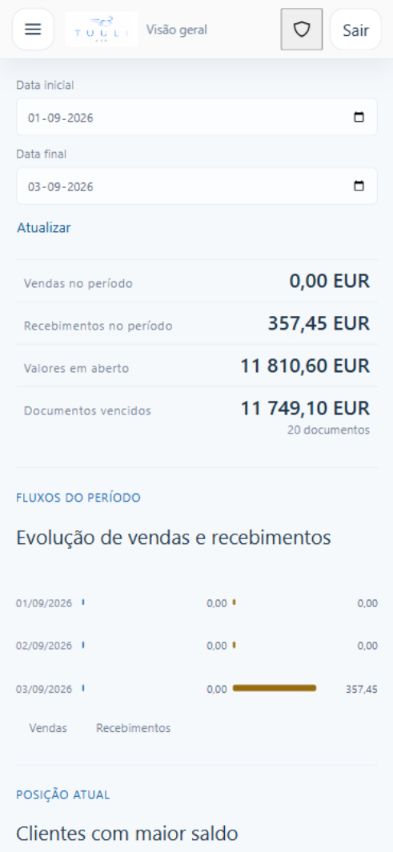 TULLI
Visão geral
Sair
Data inicial
01-09-2026
Data final
03-09-2026
Atualizar
Vendas no período
0,00 EUR
Recebimentos no período
357,45 EUR
Valores em aberto
11 810,60 EUR
Documentos vencidos
11 749,10 EUR
20 documentos
FLUXOS DO PERÍODO
Evolução de vendas e recebimentos
01/09/2026 0,00 0,00
02/09/2026 0,00 0,00
03/09/2026 0,00 357,45
Vendas Recebimentos
POSIÇÃO ATUAL
Clientes com maior saldo